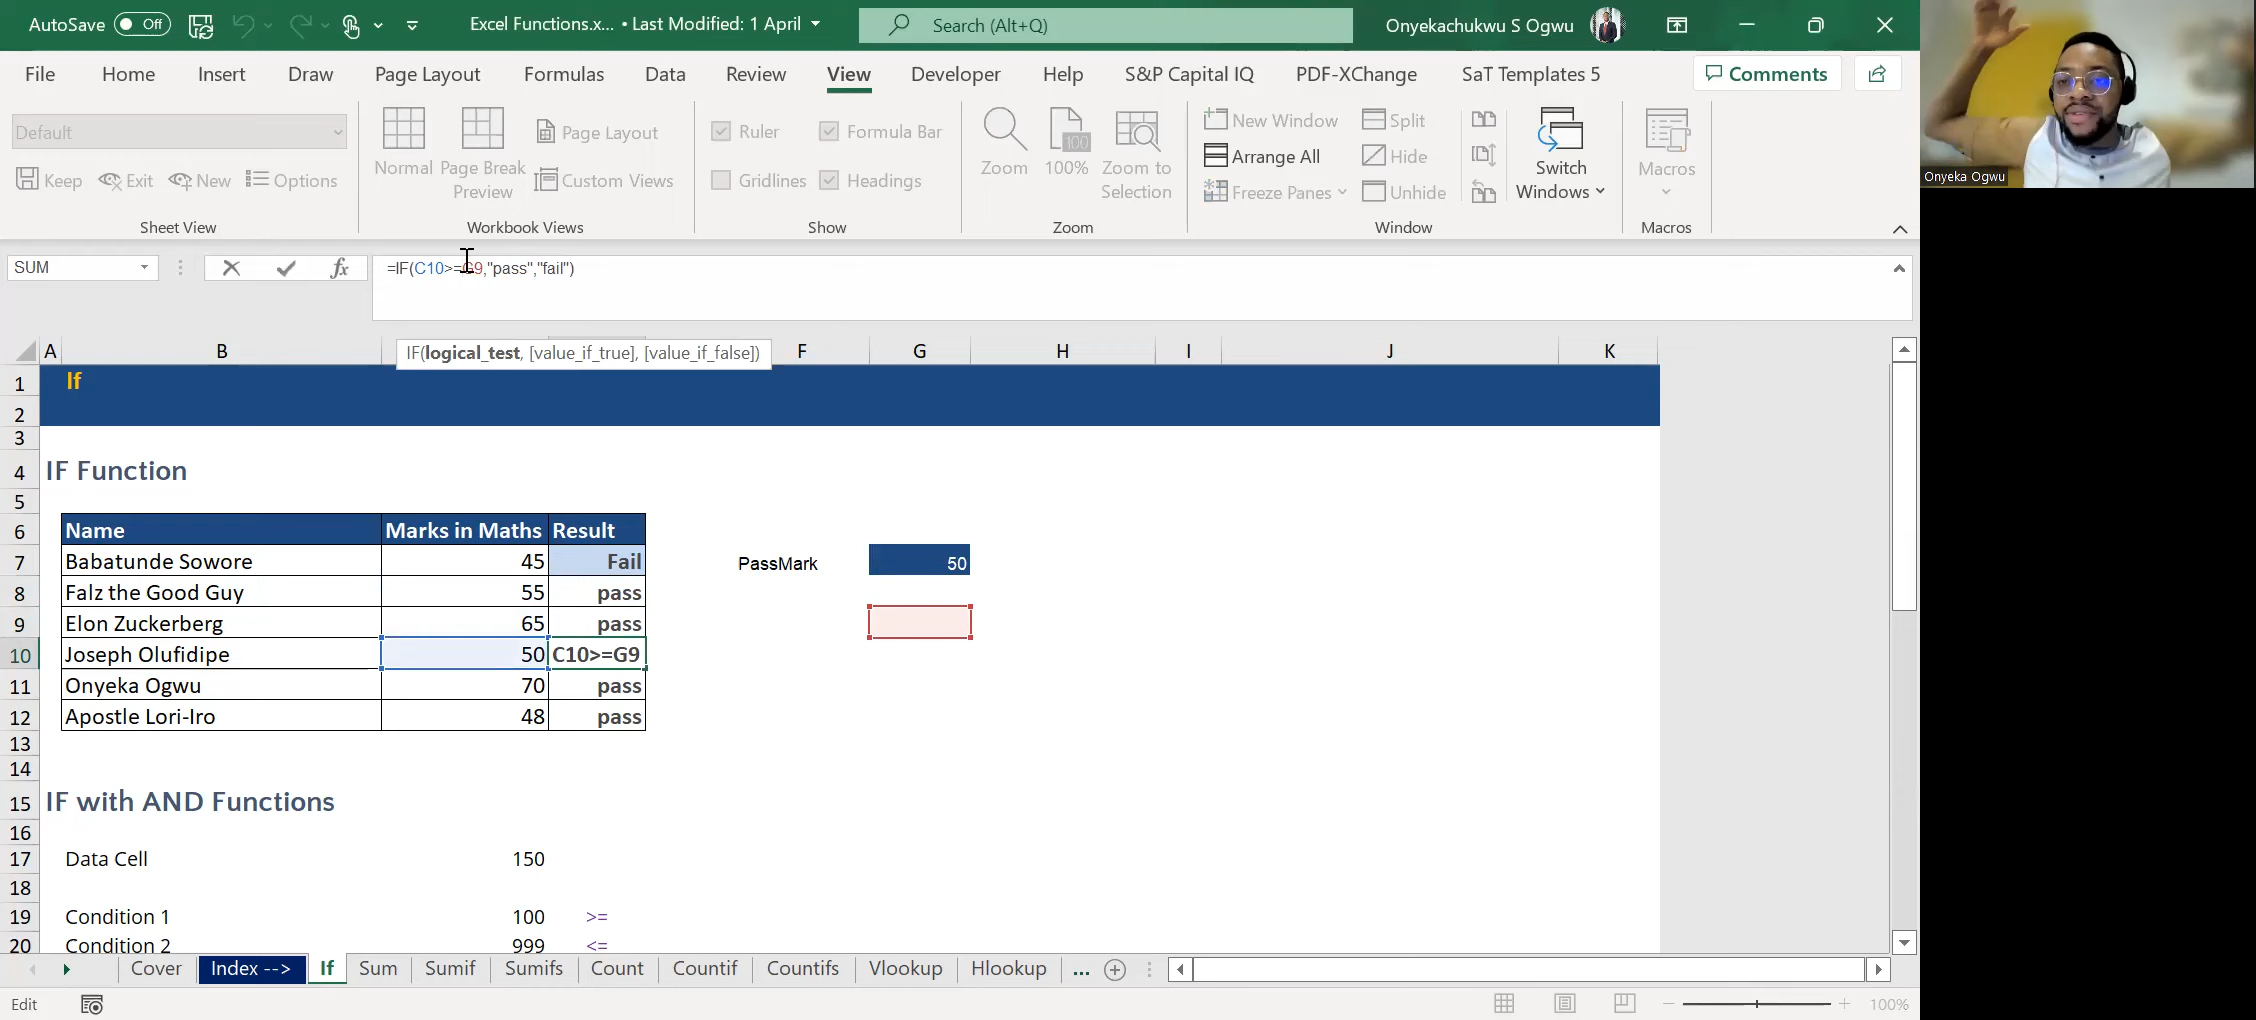 AutoSave Off Excel Functions.x... • Last Modified: 1 April Search (Alt+Q) Onyekachukwu S Ogwu
File Home Insert Draw Page Layout Formulas Data Review View Developer Help S&P Capital IQ PDF-XChange SaT Templates 5 Comments
Default
Keep Exit New Options
Sheet View
Normal Page Break Preview Page Layout Custom Views
Workbook Views
Ruler Formula Bar
Gridlines Headings
Show
Zoom 100 100% Zoom to Selection
Zoom
New Window Split
Arrange All Hide
Freeze Panes Unhide
Switch Windows
Window
Macros
Macros
Onyeka Ogwu
SUM fx =IF(C10>=G9,"pass","fail")
IF(logical_test, [value_if_true], [value_if_false])
A B F G H I J K
1 If
2
3
4 IF Function
5
6 Name Marks in Maths Result
7 Babatunde Sowore 45 Fail PassMark 50
8 Falz the Good Guy 55 pass
9 Elon Zuckerberg 65 pass
10 Joseph Olufidipe 50 C10>=G9
11 Onyeka Ogwu 70 pass
12 Apostle Lori-Iro 48 pass
13
14
15 IF with AND Functions
16
17 Data Cell 150
18
19 Condition 1 100 >=
20 Condition 2 999 <=
Cover Index --> If Sum Sumif Sumifs Count Countif Countifs Vlookup Hlookup ...
Edit 100%